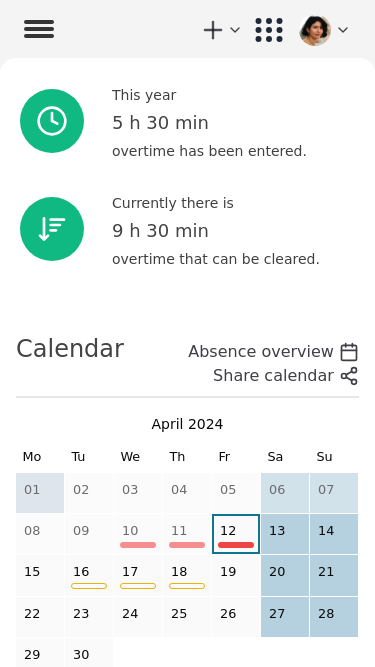 This year
5 h 30 min
overtime has been entered.
Currently there is
9 h 30 min
overtime that can be cleared.
Calendar
Absence overview
Share calendar
April 2024
Mo Tu We Th Fr Sa Su
01 02 03 04 05 06 07
08 09 10 11 12 13 14
15 16 17 18 19 20 21
22 23 24 25 26 27 28
29 30